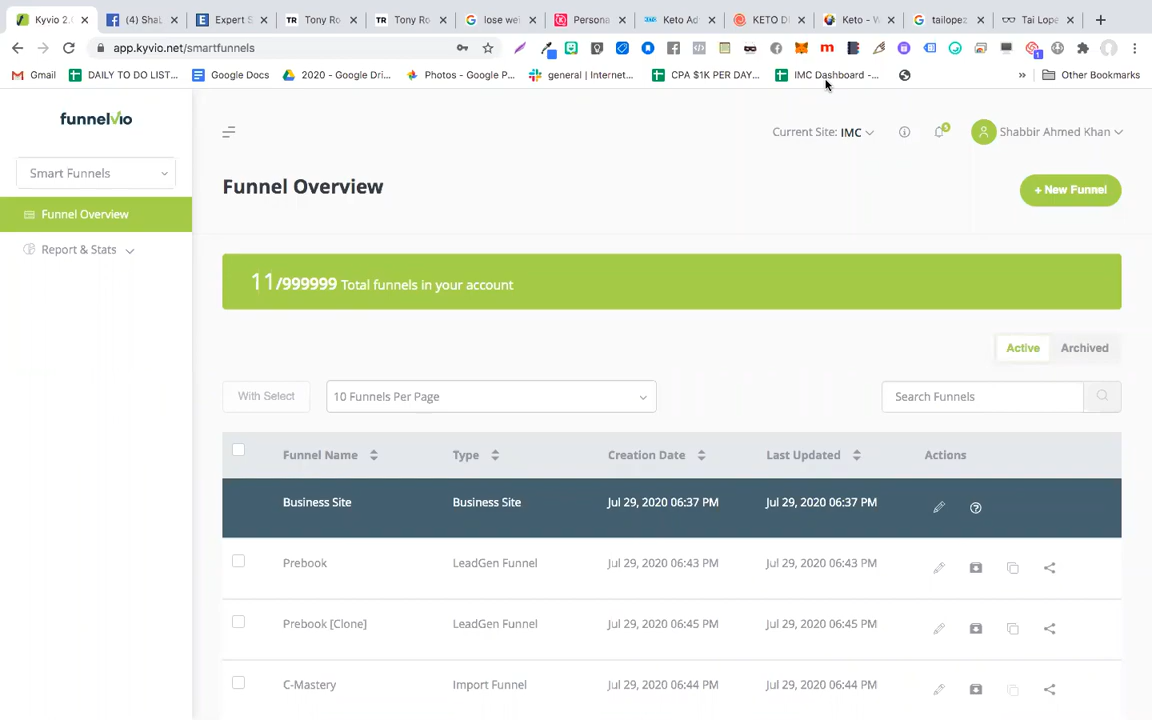 Kyvio 2.
(4) Sha
Expert S
Tony Ro
Tony Ro
lose wei
Persona
Keto Ad
KETO D
Keto - W
tailopez
Tai Lope
app.kyvio.net/smartfunnels
Gmail
DAILY TO DO LIST...
Google Docs
2020 - Google Dri...
Photos - Google P...
general | Internet...
CPA $1K PER DAY...
IMC Dashboard -...
» Other Bookmarks
funnelvio
Current Site: IMC
5
Shabbir Ahmed Khan
Smart Funnels
Funnel Overview
Report & Stats
Funnel Overview
+ New Funnel
11/999999 Total funnels in your account
Active
Archived
With Select
10 Funnels Per Page
Search Funnels
Funnel Name Type Creation Date Last Updated Actions
Business Site Business Site Jul 29, 2020 06:37 PM Jul 29, 2020 06:37 PM
Prebook LeadGen Funnel Jul 29, 2020 06:43 PM Jul 29, 2020 06:43 PM
Prebook [Clone] LeadGen Funnel Jul 29, 2020 06:45 PM Jul 29, 2020 06:45 PM
C-Mastery Import Funnel Jul 29, 2020 06:44 PM Jul 29, 2020 06:44 PM